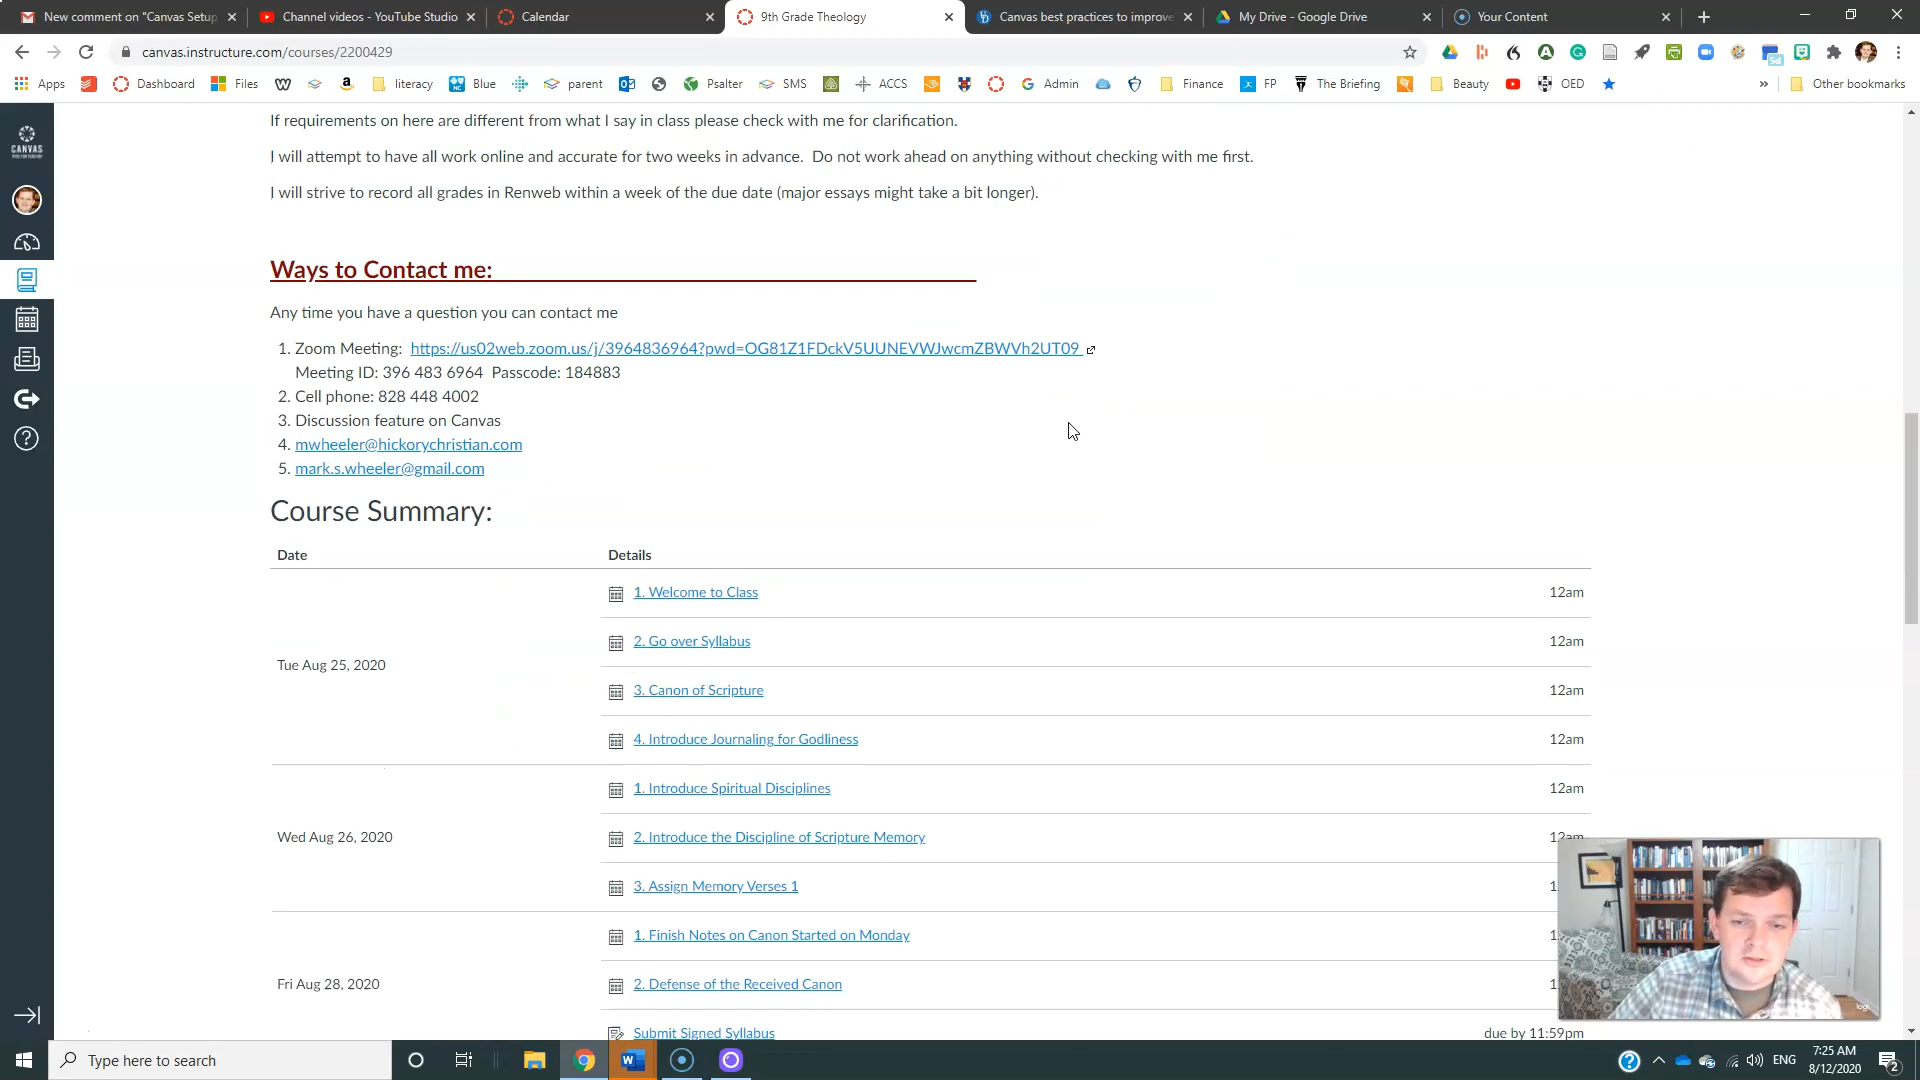 New comment on "Canvas Setup
Channel videos - YouTube Studio
Calendar
9th Grade Theology
Canvas best practices to improve
My Drive - Google Drive
Your Content
canvas.instructure.com/courses/2200429
Apps
Dashboard
Files
literacy
Blue
parent
Psalter
SMS
ACCS
Admin
Finance
FP
The Briefing
Beauty
OED
Other bookmarks
CANVAS
If requirements on here are different from what I say in class please check with me for clarification.
I will attempt to have all work online and accurate for two weeks in advance. Do not work ahead on anything without checking with me first.
I will strive to record all grades in Renweb within a week of the due date (major essays might take a bit longer).
Ways to Contact me:
Any time you have a question you can contact me
1. Zoom Meeting: https://us02web.zoom.us/j/3964836964?pwd=OG81Z1FDckV5UUNEVWJwcmZBWVh2UT09
Meeting ID: 396 483 6964 Passcode: 184883
2. Cell phone: 828 448 4002
3. Discussion feature on Canvas
4. mwheeler@hickorychristian.com
5. mark.s.wheeler@gmail.com
Course Summary:
Date Details
1. Welcome to Class 12am
2. Go over Syllabus 12am
Tue Aug 25, 2020
3. Canon of Scripture 12am
4. Introduce Journaling for Godliness 12am
1. Introduce Spiritual Disciplines 12am
Wed Aug 26, 2020 2. Introduce the Discipline of Scripture Memory 12am
3. Assign Memory Verses 1
1. Finish Notes on Canon Started on Monday
Fri Aug 28, 2020 2. Defense of the Received Canon
Submit Signed Syllabus due by 11:59pm
logi
Type here to search
ENG
7:25 AM
8/12/2020
2